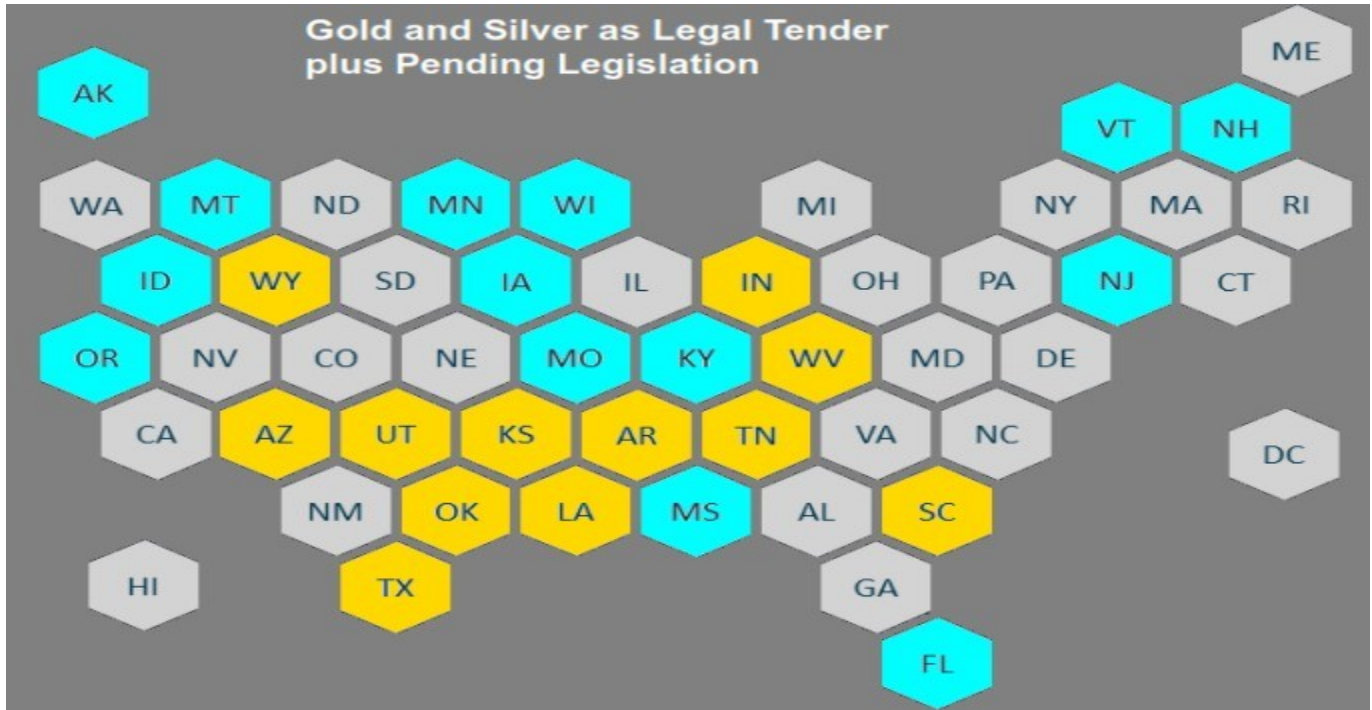 Gold and Silver as Legal Tender
plus Pending Legislation
ME
AK
VT NH
WA MT ND MN WI MI NY MA RI
ID WY SD IA IL IN OH PA NJ CT
OR NV CO NE MO KY WV MD DE
CA AZ UT KS AR TN VA NC
DC
NM OK LA MS AL SC
HI TX GA
FL